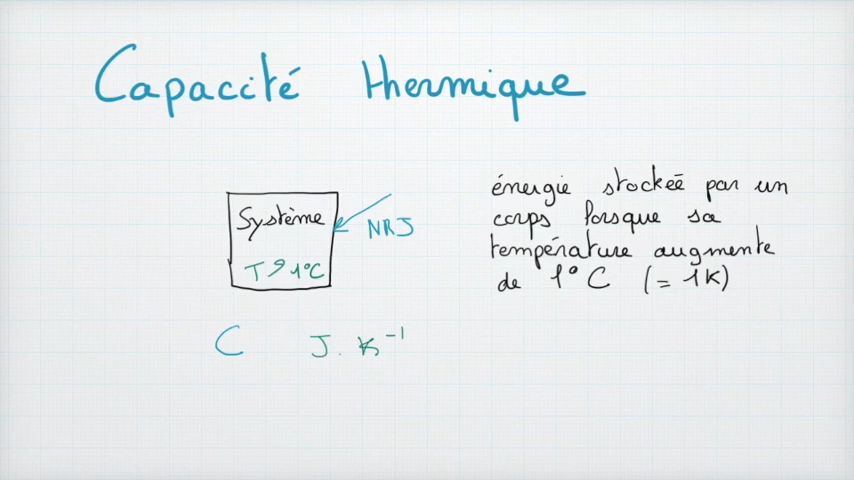 Capacité thermique
Système
T ↗ 1°C
NRJ
énergie stockée par un
corps lorsque sa
température augmente
de 1°C (= 1K)
C J.K⁻¹